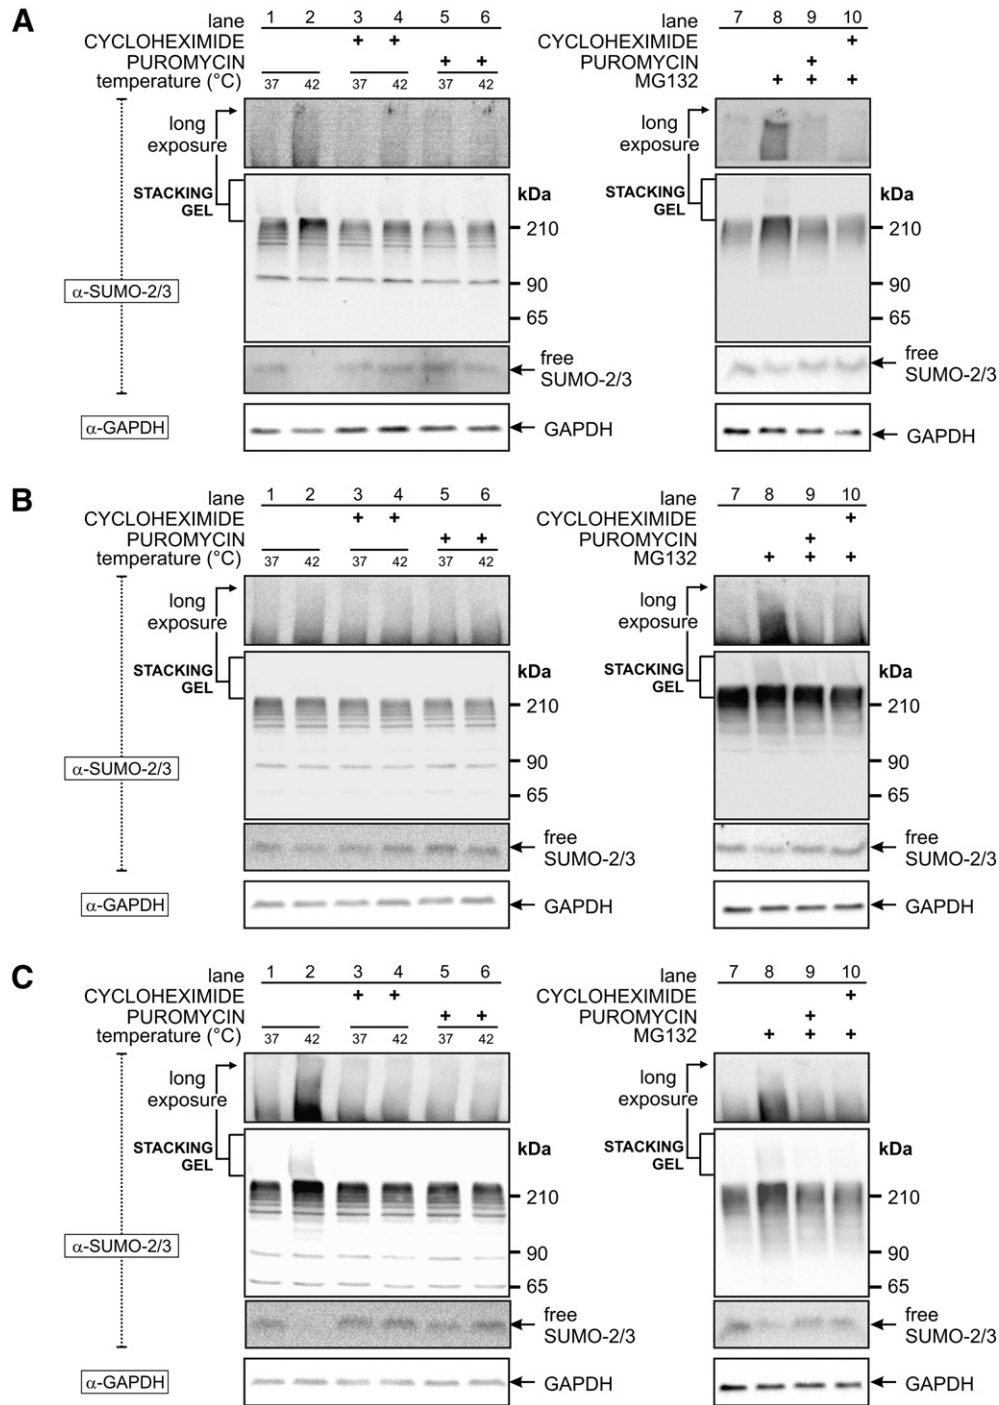 A
lane 1 2 3 4 5 6
CYCLOHEXIMIDE + +
PUROMYCIN + +
temperature (°C) 37 42 37 42 37 42
long
exposure
STACKING
GEL
kDa
210
90
65
α-SUMO-2/3
free
SUMO-2/3
α-GAPDH
GAPDH
lane 7 8 9 10
CYCLOHEXIMIDE +
PUROMYCIN +
MG132 + + +
long
exposure
STACKING
GEL
kDa
210
90
65
free
SUMO-2/3
GAPDH
B
lane 1 2 3 4 5 6
CYCLOHEXIMIDE + +
PUROMYCIN + +
temperature (°C) 37 42 37 42 37 42
long
exposure
STACKING
GEL
kDa
210
90
65
α-SUMO-2/3
free
SUMO-2/3
α-GAPDH
GAPDH
lane 7 8 9 10
CYCLOHEXIMIDE +
PUROMYCIN +
MG132 + + +
long
exposure
STACKING
GEL
kDa
210
90
65
free
SUMO-2/3
GAPDH
C
lane 1 2 3 4 5 6
CYCLOHEXIMIDE + +
PUROMYCIN + +
temperature (°C) 37 42 37 42 37 42
long
exposure
STACKING
GEL
kDa
210
90
65
α-SUMO-2/3
free
SUMO-2/3
α-GAPDH
GAPDH
lane 7 8 9 10
CYCLOHEXIMIDE +
PUROMYCIN +
MG132 + + +
long
exposure
STACKING
GEL
kDa
210
90
65
free
SUMO-2/3
GAPDH